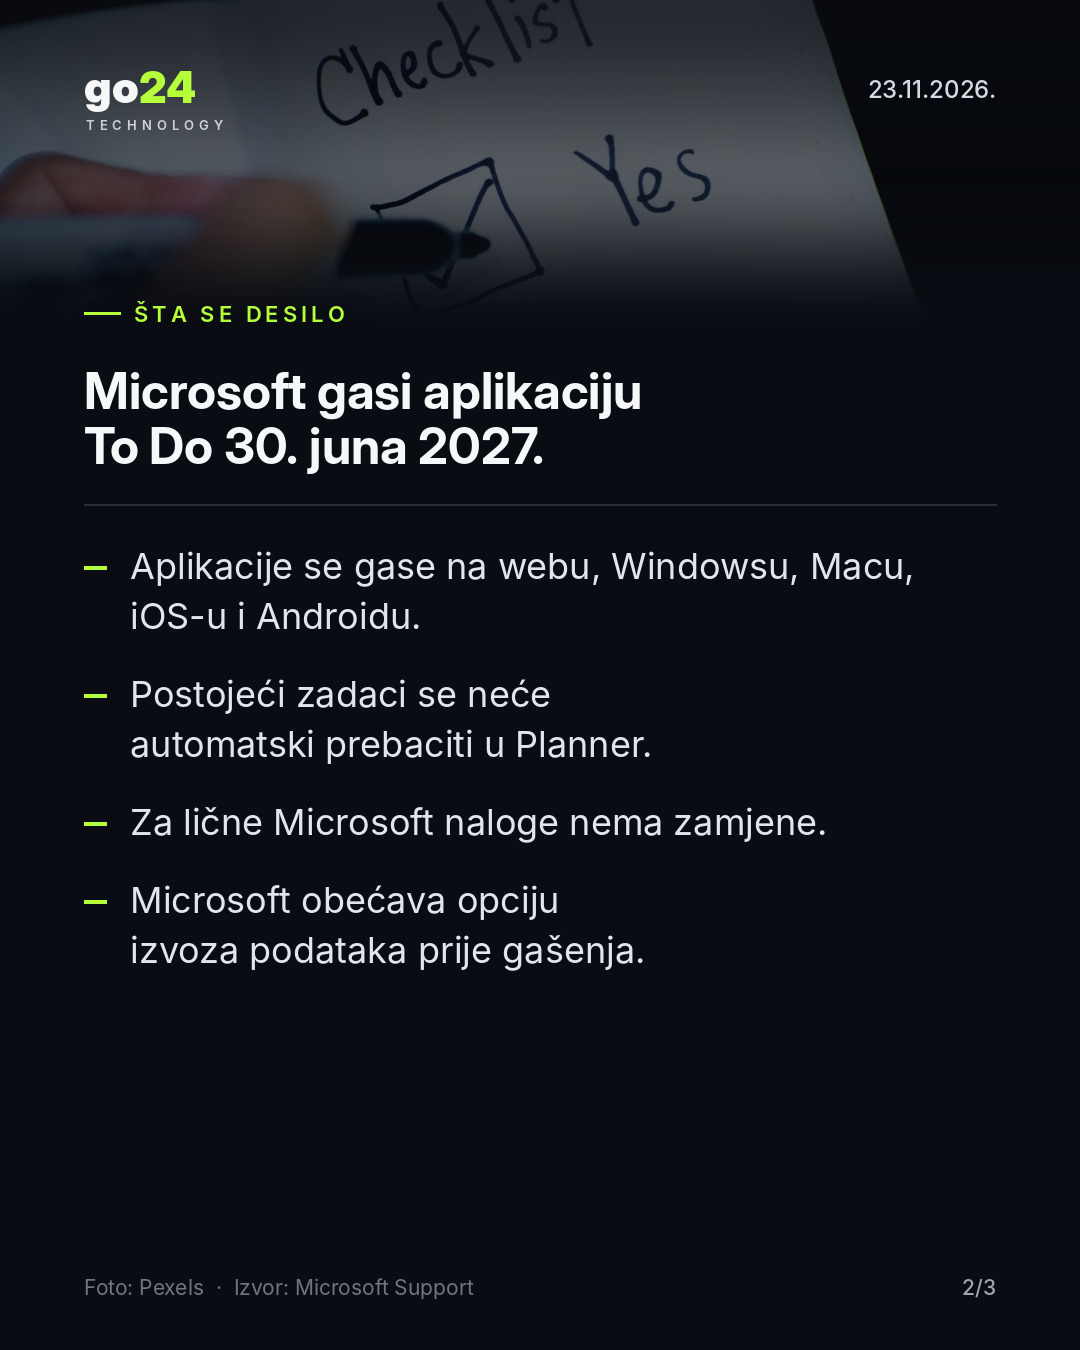 Checklist
go24
TECHNOLOGY
23.11.2026.
Yes
ŠTA SE DESILO
Microsoft gasi aplikaciju
To Do 30. juna 2027.
Aplikacije se gase na webu, Windowsu, Macu,
iOS-u i Androidu.
Postojeći zadaci se neće
automatski prebaciti u Planner.
Za lične Microsoft naloge nema zamjene.
Microsoft obećava opciju
izvoza podataka prije gašenja.
Foto: Pexels · Izvor: Microsoft Support
2/3